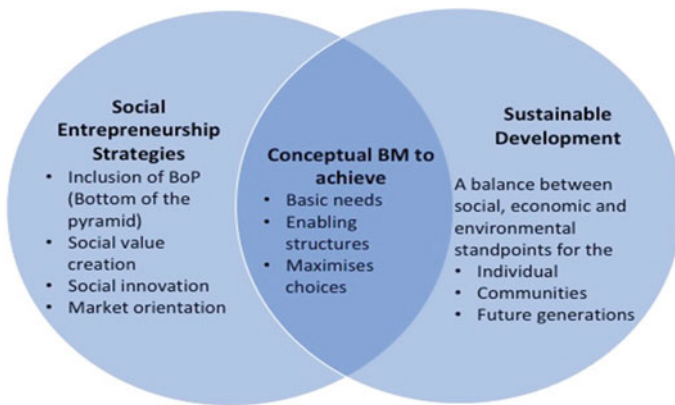 Social
Entrepreneurship
Strategies
• Inclusion of BoP
(Bottom of the
pyramid)
• Social value
creation
• Social innovation
• Market orientation
Conceptual BM to
achieve
• Basic needs
• Enabling
structures
• Maximises
choices
Sustainable
Development
A balance between
social, economic and
environmental
standpoints for the
• Individual
• Communities
• Future generations